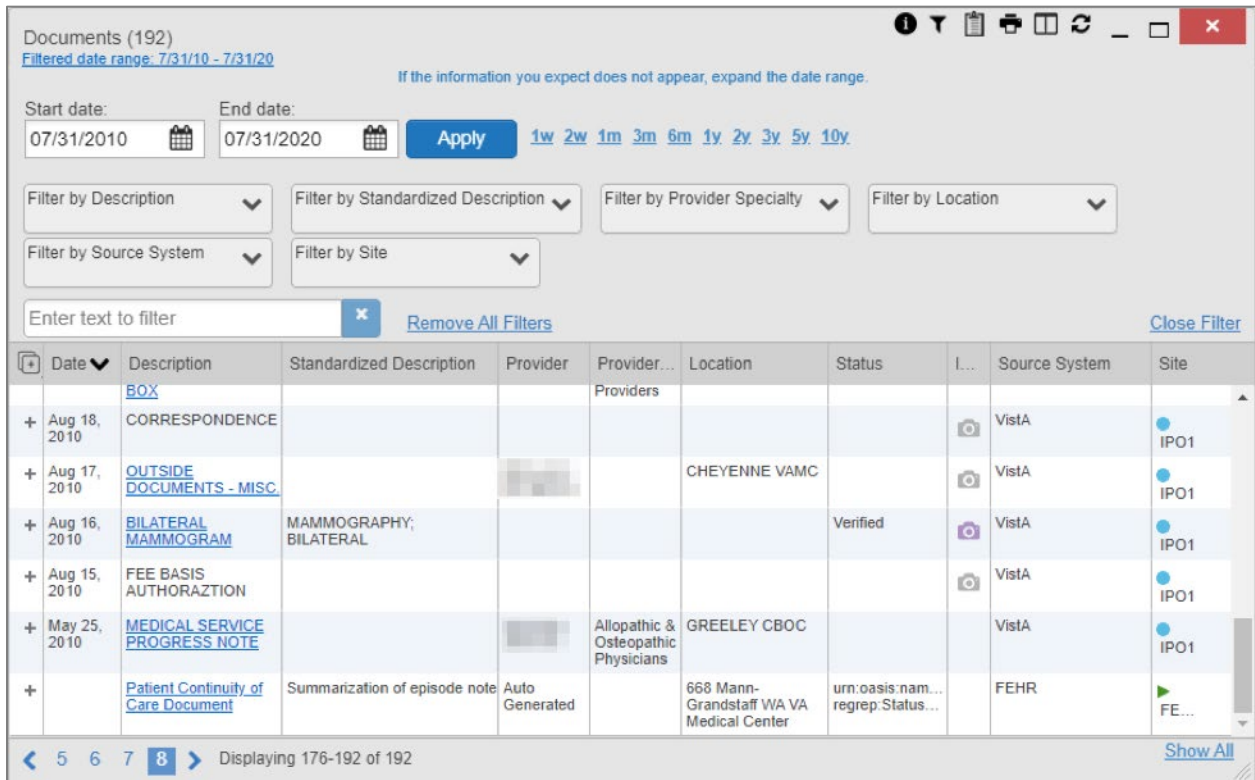 Documents (192)
Filtered date range: 7/31/10 - 7/31/20
If the information you expect does not appear, expand the date range.
Start date:
End date:
07/31/2010
07/31/2020
Apply
1w 2w 1m 3m 6m 1y 2y 3y 5y 10y
Filter by Description
Filter by Standardized Description
Filter by Provider Specialty
Filter by Location
Filter by Source System
Filter by Site
Enter text to filter
Remove All Filters
Close Filter
Date Description Standardized Description Provider Provider... Location Status I... Source System Site
BOX
Providers
Aug 18,
2010
CORRESPONDENCE
VistA
IPO1
Aug 17,
2010
OUTSIDE
DOCUMENTS - MISC.
CHEYENNE VAMC
VistA
IPO1
Aug 16,
2010
BILATERAL
MAMMOGRAM
MAMMOGRAPHY;
BILATERAL
Verified
VistA
IPO1
Aug 15,
2010
FEE BASIS
AUTHORAZTION
VistA
IPO1
May 25,
2010
MEDICAL SERVICE
PROGRESS NOTE
Allopathic &
Osteopathic
Physicians
GREELEY CBOC
VistA
IPO1
Patient Continuity of
Care Document
Summarization of episode note
Auto
Generated
668 Mann-
Grandstaff WA VA
Medical Center
urn:oasis:nam...
regrep:Status...
FEHR
FE...
5 6 7 8
Displaying 176-192 of 192
Show All